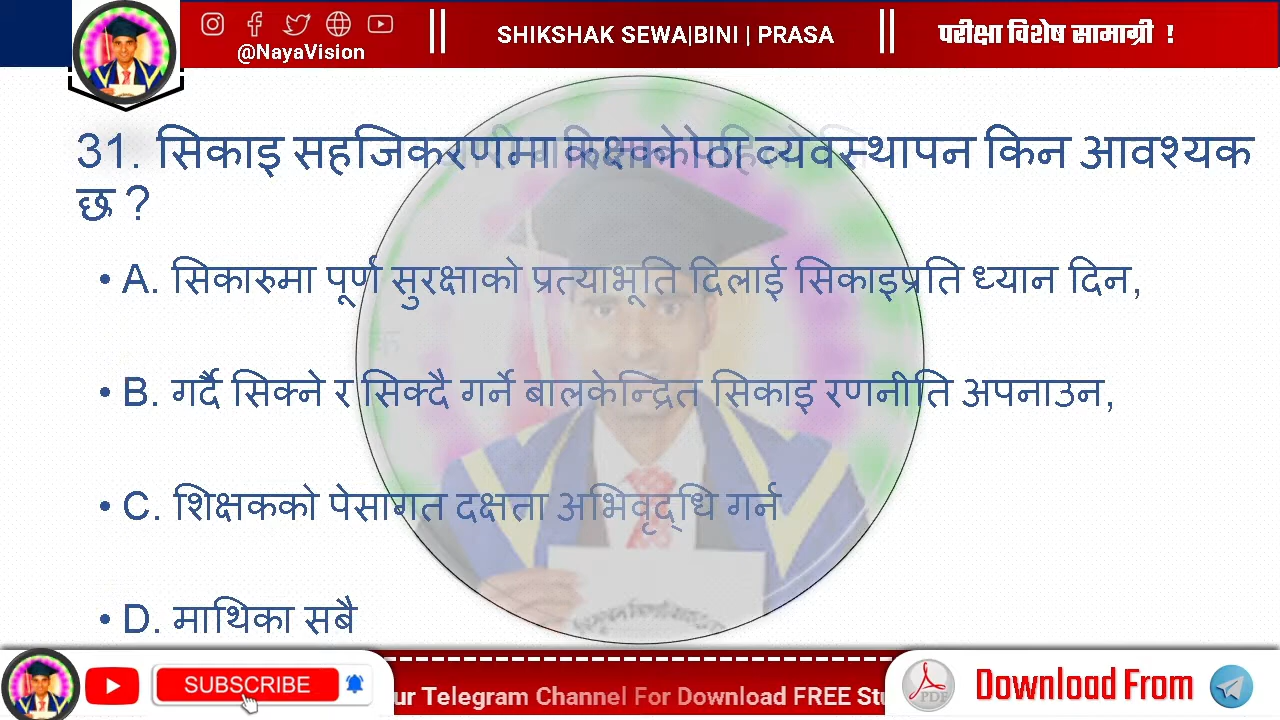 @NayaVision
SHIKSHAK SEWA|BINI | PRASA
परीक्षा विशेष सामाग्री !
31. सिकाइ सहजिकरणमा व्यवस्थापन किन आवश्यक
छ ?
• A. सिकारुमा पूर्ण सुरक्षाको प्रत्याभूति दिलाई सिकाइप्रति ध्यान दिन,
• B. गर्दै सिक्ने र सिक्दै गर्ने बालकेन्द्रित सिकाइ रणनीति अपनाउन,
• C. शिक्षकको पेसागत दक्षता अभिवृद्धि गर्न
• D. माथिका सबै
SUBSCRIBE
ur Telegram Channel For Download FREE Stu
PDF
Download From